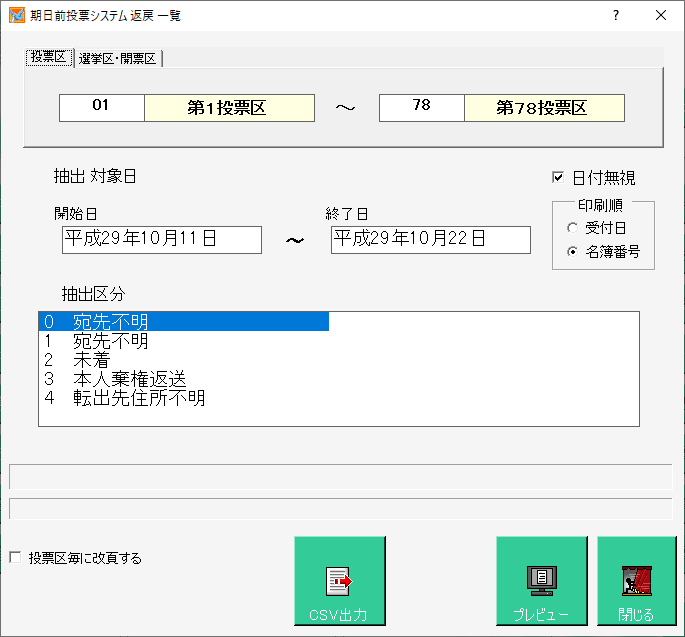 期日前投票システム 返戻 一覧
投票区 選挙区・開票区
01 第1投票区 ～ 78 第78投票区
抽出 対象日
日付無視
印刷順
開始日 終了日
受付日
平成29年10月11日 ～ 平成29年10月22日
名簿番号
抽出区分
0 宛先不明
1 宛先不明
2 未着
3 本人棄権返送
4 転出先住所不明
投票区毎に改頁する
CSV出力 プレビュー 閉じる